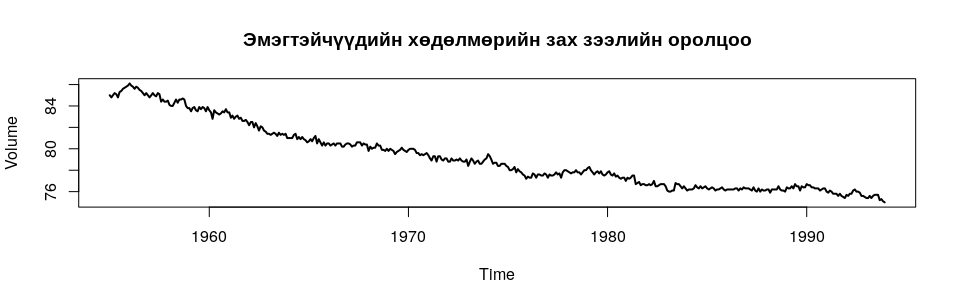 Эмэгтэйчүүдийн хөдөлмөрийн зах зээлийн оролцоо
Volume
84
80
76
1960 1970 1980 1990
Time